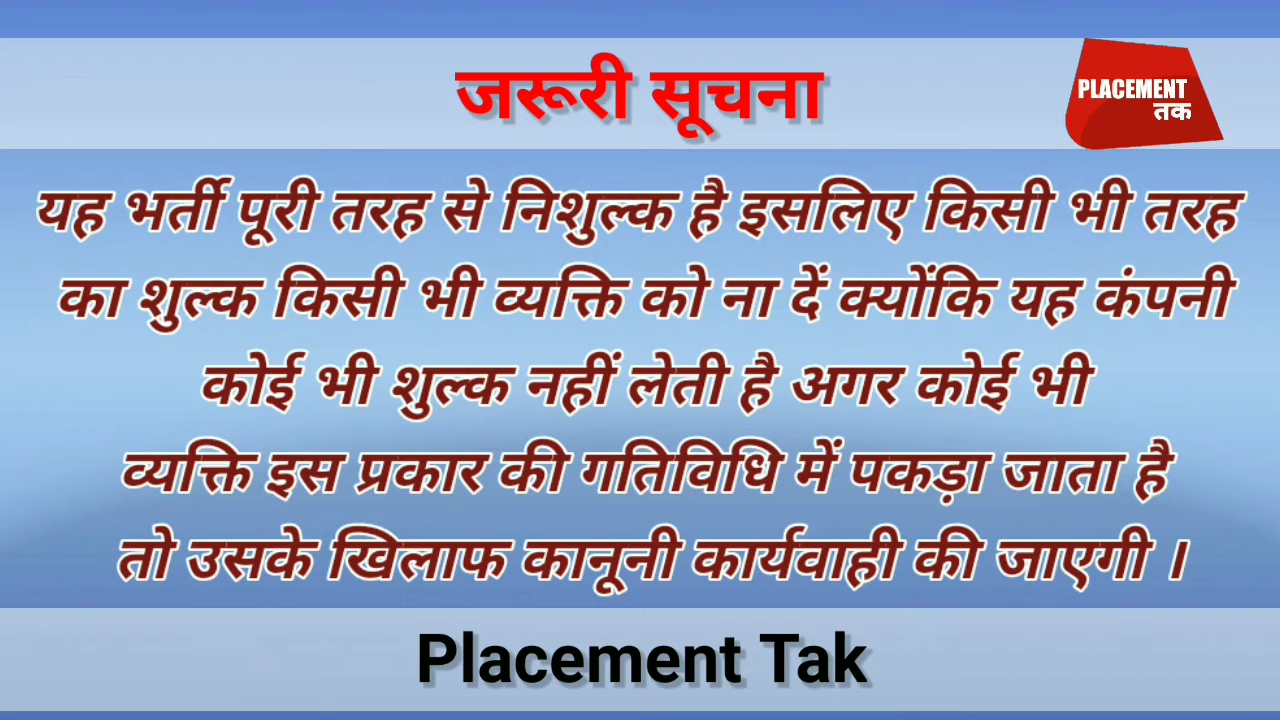 जरूरी सूचना
PLACEMENT
तक
यह भर्ती पूरी तरह से निशुल्क है इसलिए किसी भी तरह
का शुल्क किसी भी व्यक्ति को ना दें क्योंकि यह कंपनी
कोई भी शुल्क नहीं लेती है अगर कोई भी
व्यक्ति इस प्रकार की गतिविधि में पकड़ा जाता है
तो उसके खिलाफ कानूनी कार्यवाही की जाएगी ।
Placement Tak